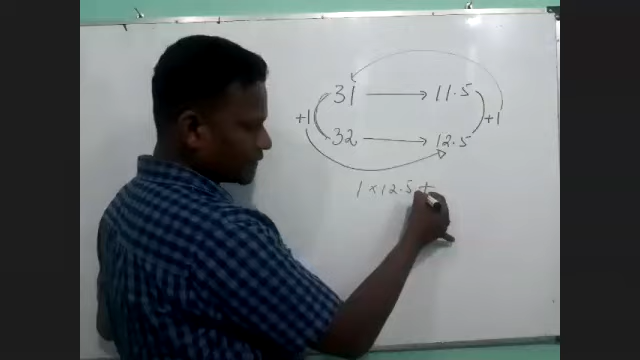 31 → 11.5
+1 +1
32 → 12.5
1 × 12.5 +